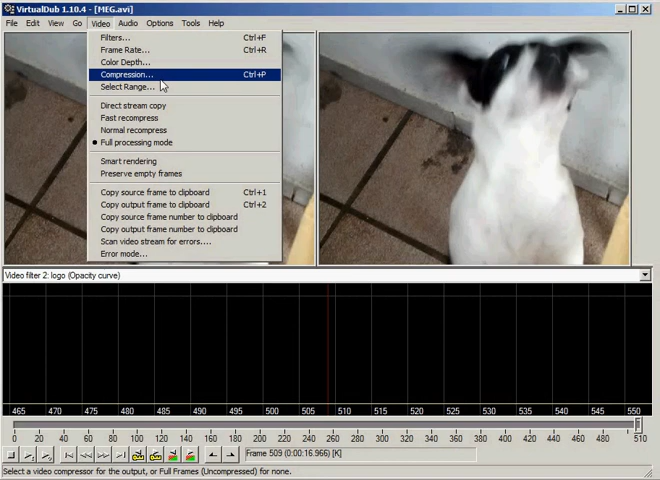 VirtualDub 1.10.4 - [MEG.avi]
File Edit View Go Video Audio Options Tools Help
Filters... Ctrl+F
Frame Rate... Ctrl+R
Color Depth...
Compression... Ctrl+P
Select Range...
Direct stream copy
Fast recompress
Normal recompress
Full processing mode
Smart rendering
Preserve empty frames
Copy source frame to clipboard Ctrl+1
Copy output frame to clipboard Ctrl+2
Copy source frame number to clipboard
Copy output frame number to clipboard
Scan video stream for errors....
Error mode...
Video filter 2: logo (Opacity curve)
465 470 475 480 485 490 495 500 505 510 515 520 525 530 535 540 545 550
0 20 40 60 80 100 120 140 160 180 200 220 240 260 280 300 320 340 360 380 400 420 440 460 480 510
Frame 509 (0:00:16.966) [K]
Select a video compressor for the output, or Full Frames (Uncompressed) for none.